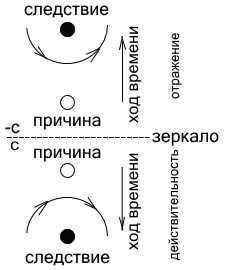 следствие
ход времени
отражение
причина
-с
с
зеркало
причина
ход времени
действительность
следствие